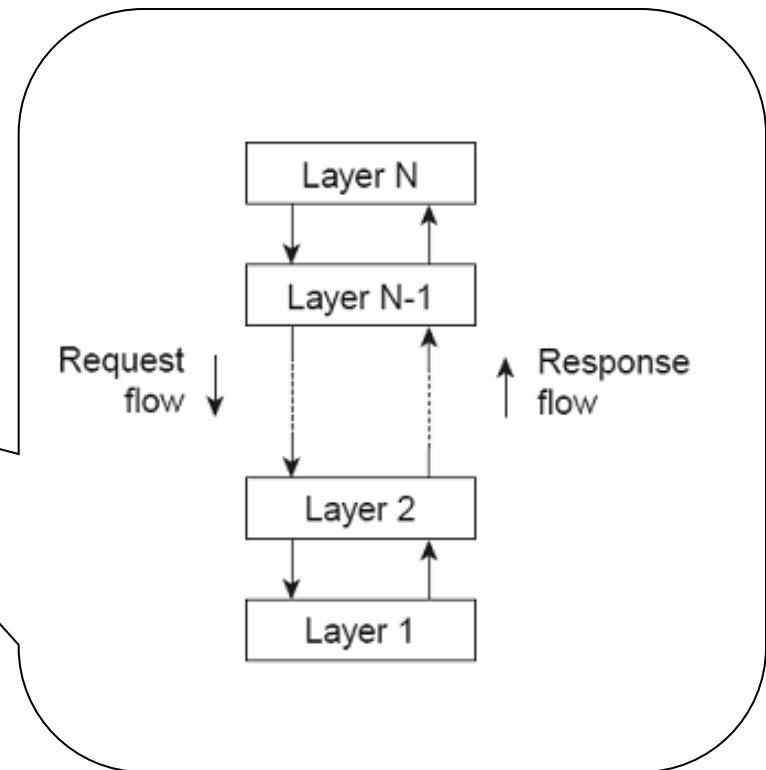 Layer N
Layer N-1
Request
flow
Response
flow
Layer 2
Layer 1